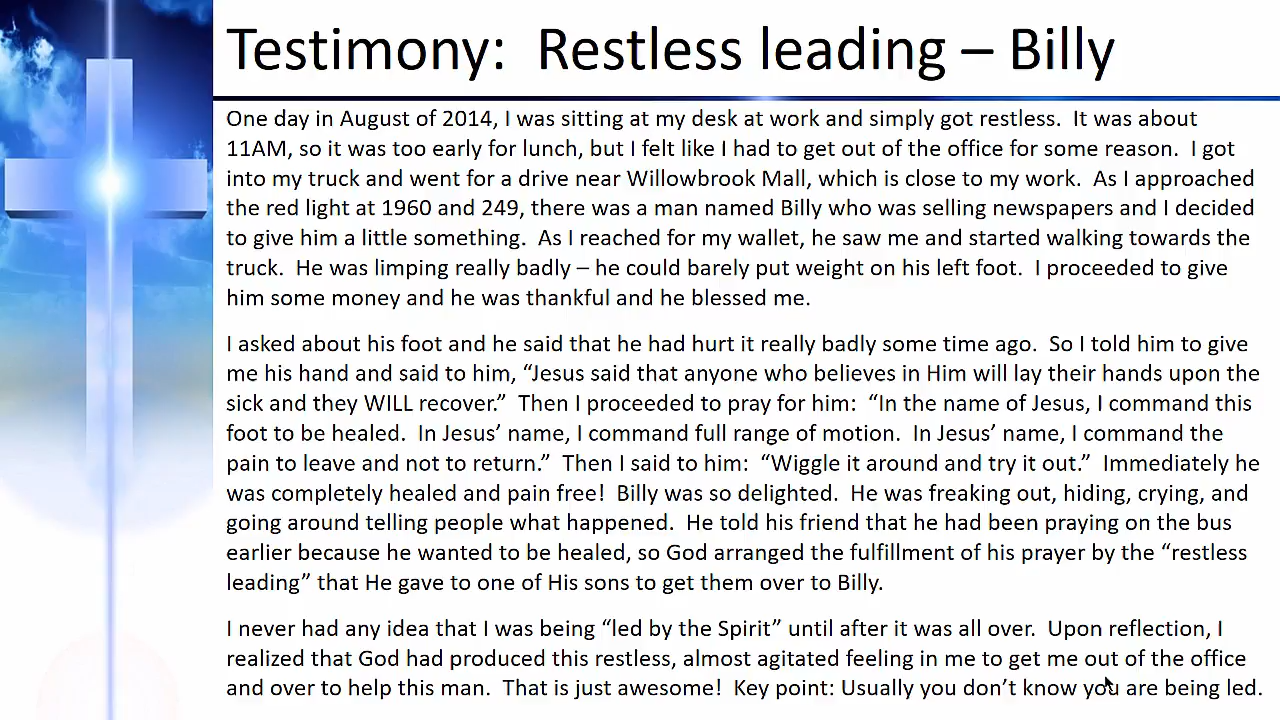 Testimony:  Restless leading – Billy
One day in August of 2014, I was sitting at my desk at work and simply got restless.  It was about
11AM, so it was too early for lunch, but I felt like I had to get out of the office for some reason.  I got
into my truck and went for a drive near Willowbrook Mall, which is close to my work.  As I approached
the red light at 1960 and 249, there was a man named Billy who was selling newspapers and I decided
to give him a little something.  As I reached for my wallet, he saw me and started walking towards the
truck.  He was limping really badly – he could barely put weight on his left foot.  I proceeded to give
him some money and he was thankful and he blessed me.
I asked about his foot and he said that he had hurt it really badly some time ago.  So I told him to give
me his hand and said to him, “Jesus said that anyone who believes in Him will lay their hands upon the
sick and they WILL recover.”  Then I proceeded to pray for him:  “In the name of Jesus, I command this
foot to be healed.  In Jesus’ name, I command full range of motion.  In Jesus’ name, I command the
pain to leave and not to return.”  Then I said to him:  “Wiggle it around and try it out.”  Immediately he
was completely healed and pain free!  Billy was so delighted.  He was freaking out, hiding, crying, and
going around telling people what happened.  He told his friend that he had been praying on the bus
earlier because he wanted to be healed, so God arranged the fulfillment of his prayer by the “restless
leading” that He gave to one of His sons to get them over to Billy.
I never had any idea that I was being “led by the Spirit” until after it was all over.  Upon reflection, I
realized that God had produced this restless, almost agitated feeling in me to get me out of the office
and over to help this man.  That is just awesome!  Key point: Usually you don’t know you are being led.